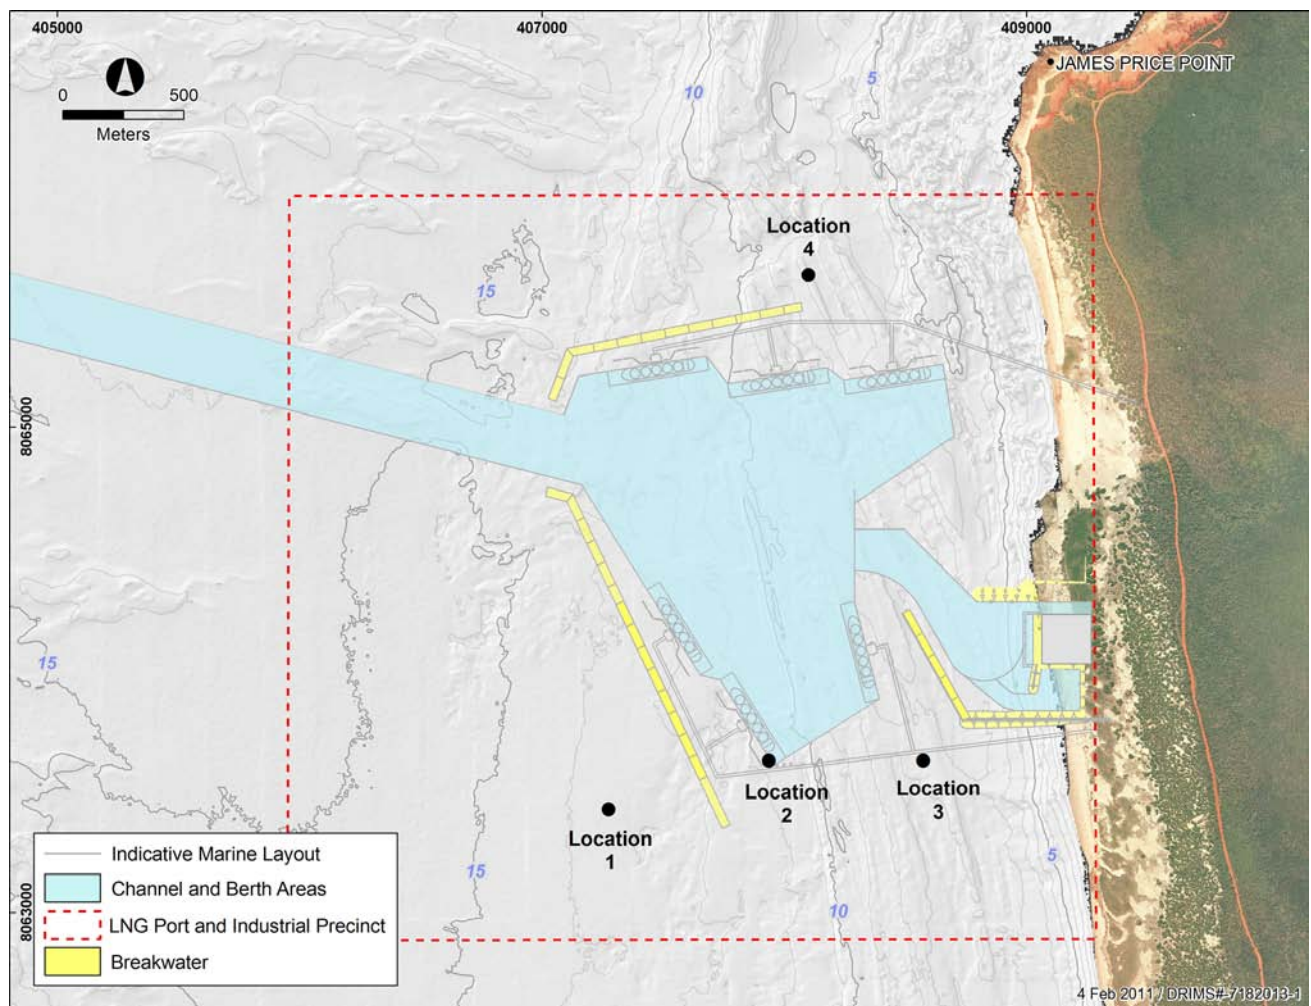 405000
407000
409000
JAMES PRICE POINT
0 500
Meters
10
5
Location
4
15
8065000
15
Location
2
Location
3
Location
1
15
10
5
8063000
Indicative Marine Layout
Channel and Berth Areas
LNG Port and Industrial Precinct
Breakwater
4 Feb 2011 / DRIMS#-7182013-1